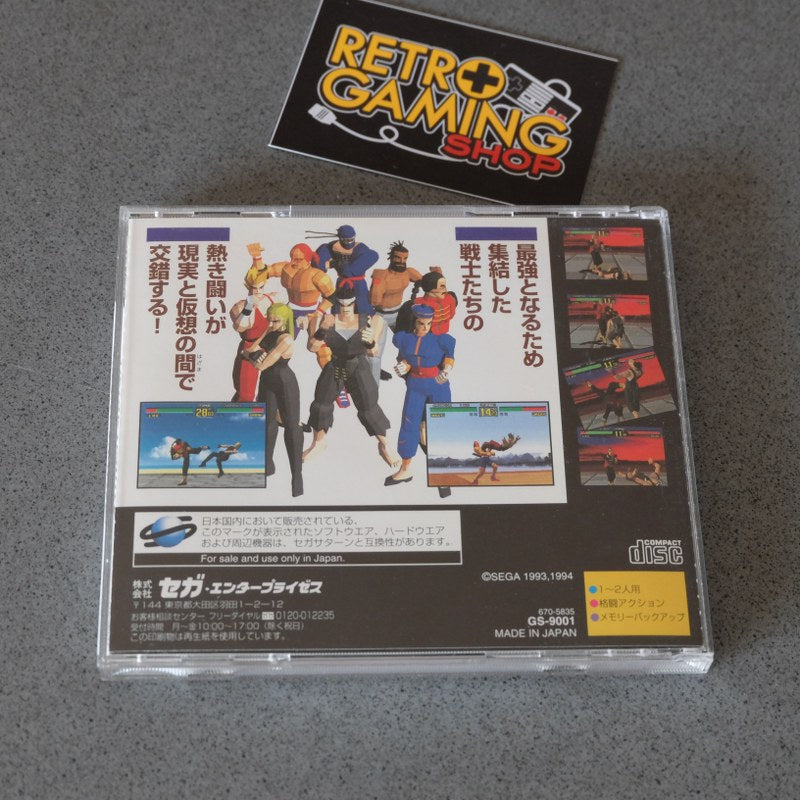 RETRO
GAMING
SHOP
最強となるため
集結した
戦士たちの
熱き闘いが
現実と仮想の間で
はざま
交錯する！
28
14
日本国内において販売されている、
このマークが表示されたソフトウエア、ハードウエア
および周辺機器は、セガサターンと互換性があります。
For sale and use only in Japan.
COMPACT
disc
©SEGA 1993,1994
株式会社 セガ・エンタープライゼス
〒144 東京都大田区羽田1-2-12
お客様相談センター フリーダイヤル 0120-012235
受付時間 月〜金10:00〜17:00（除く祝日）
この印刷物は再生紙を使用しています。
670-5835
GS-9001
MADE IN JAPAN
1〜2人用
格闘アクション
メモリーバックアップ